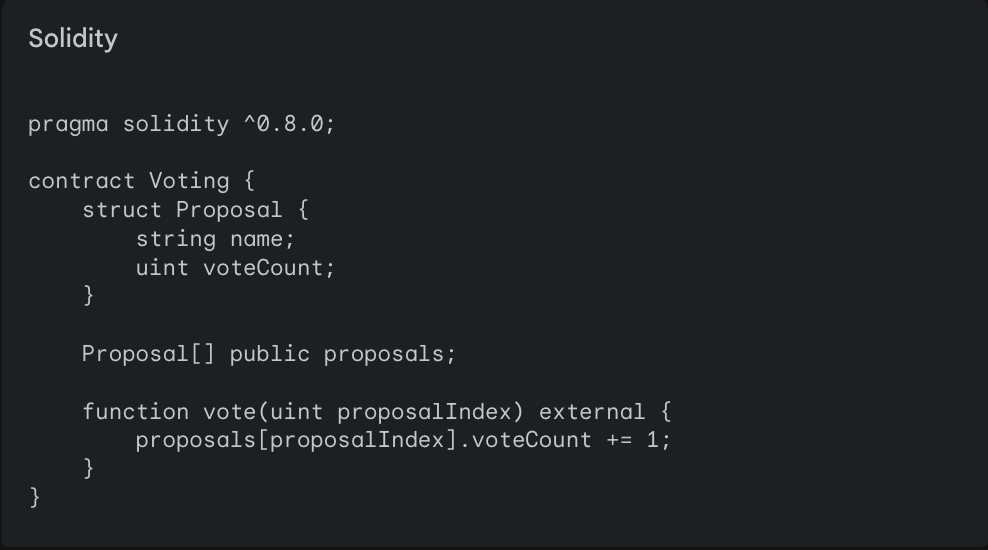 Solidity
pragma solidity ^0.8.0;
contract Voting {
    struct Proposal {
        string name;
        uint voteCount;
    }
    Proposal[] public proposals;
    function vote(uint proposalIndex) external {
        proposals[proposalIndex].voteCount += 1;
    }
}